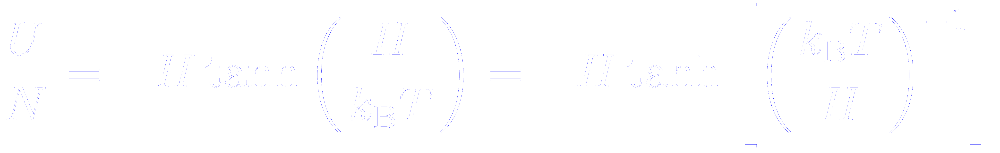 U/N = −H tanh (H/k_B T) = −H tanh [(k_B T/H)^−1]